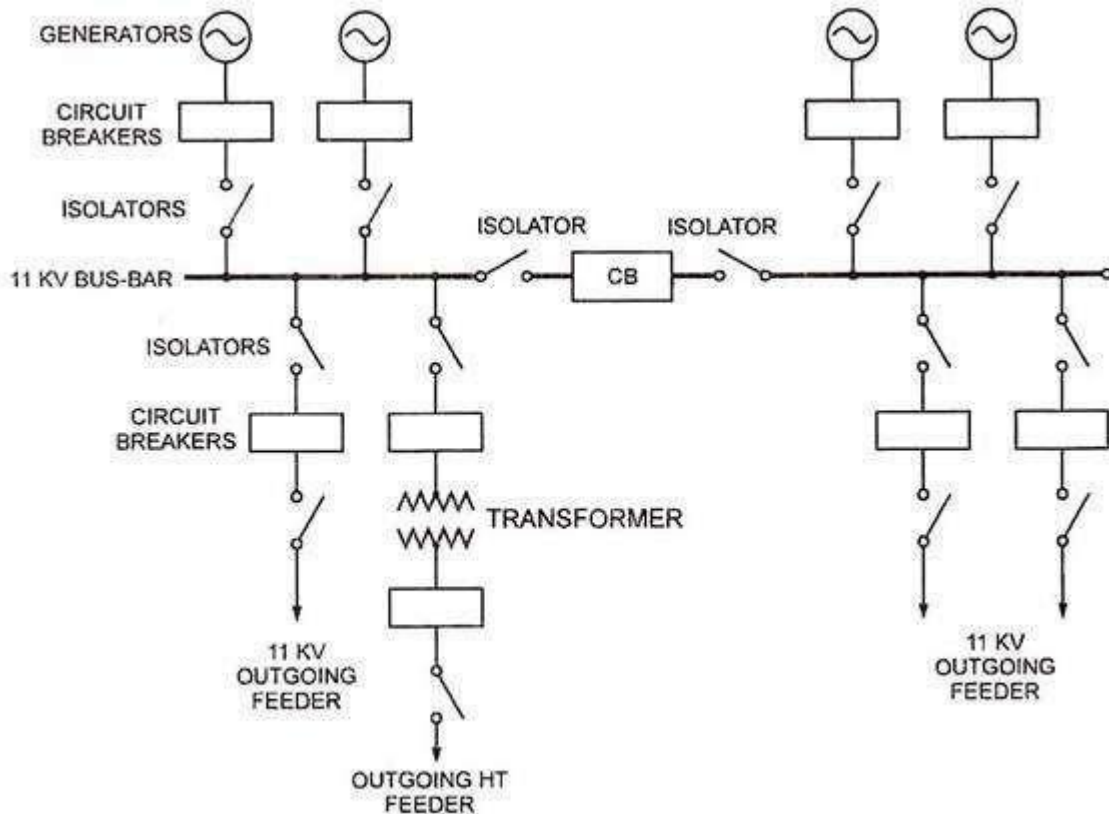 GENERATORS
CIRCUIT
BREAKERS
ISOLATORS
ISOLATOR
ISOLATOR
11 KV BUS-BAR
CB
ISOLATORS
CIRCUIT
BREAKERS
TRANSFORMER
11 KV
OUTGOING
FEEDER
11 KV
OUTGOING
FEEDER
OUTGOING HT
FEEDER